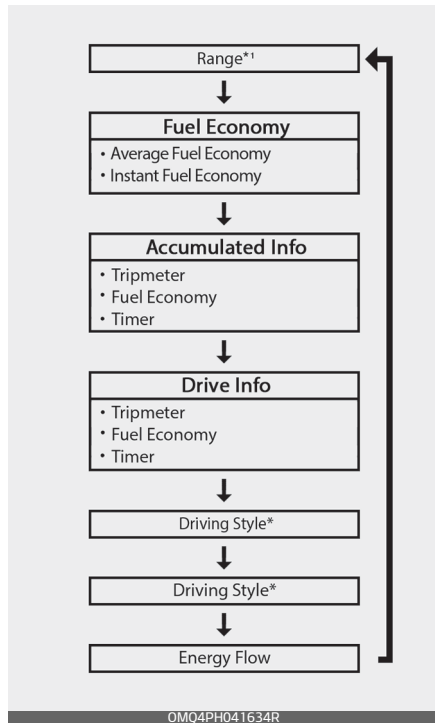 Range*¹
Fuel Economy
• Average Fuel Economy
• Instant Fuel Economy
Accumulated Info
• Tripmeter
• Fuel Economy
• Timer
Drive Info
• Tripmeter
• Fuel Economy
• Timer
Driving Style*
Driving Style*
Energy Flow
OMQ4PH041634R